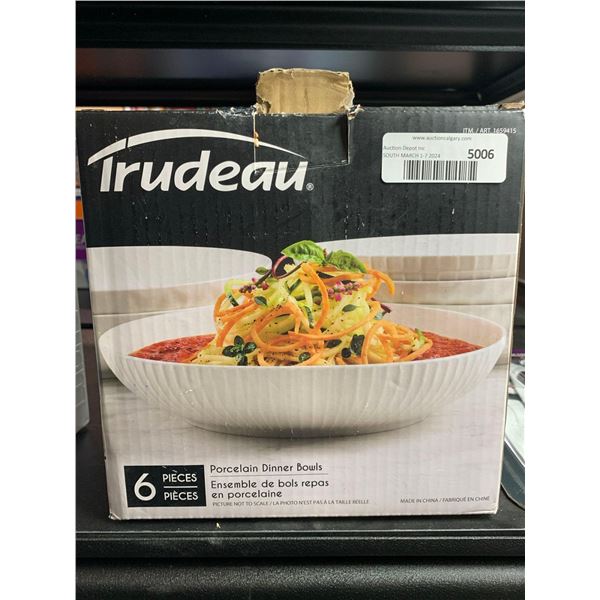 ITM. / ART. 1659415
www.auctioncalgary.com
Auction Depot Inc
SOUTH MARCH 1-7 2024
5006
Trudeau®
6 PIÈCES
PIÈCES
Porcelain Dinner Bowls
Ensemble de bols repas
en porcelaine
PICTURE NOT TO SCALE / LA PHOTO N'EST PAS À LA TAILLE RÉELLE
MADE IN CHINA / FABRIQUÉ EN CHINE